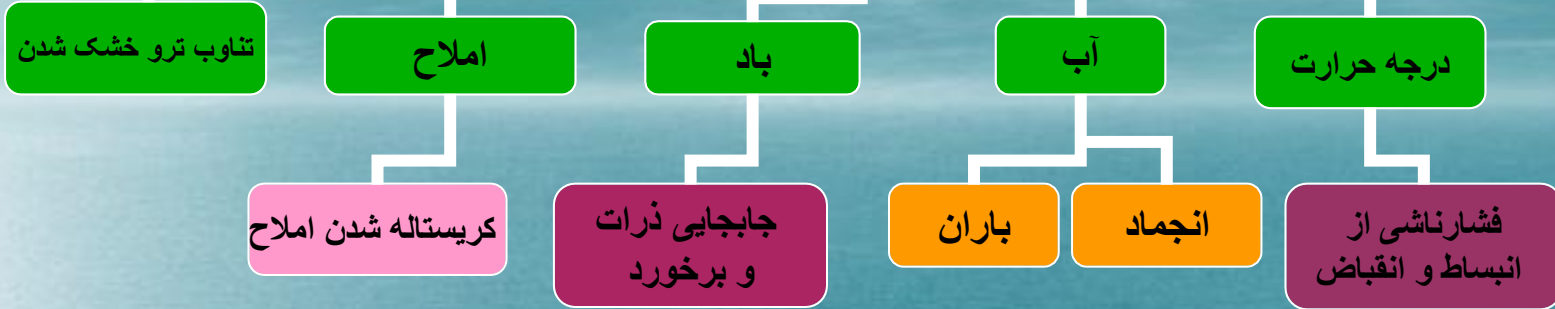 درجه حرارت
آب
باد
املاح
تناوب ترو خشک شدن
فشارناشی از
انبساط و انقباض
انجماد
باران
جابجایی ذرات
و برخورد
کریستاله شدن املاح